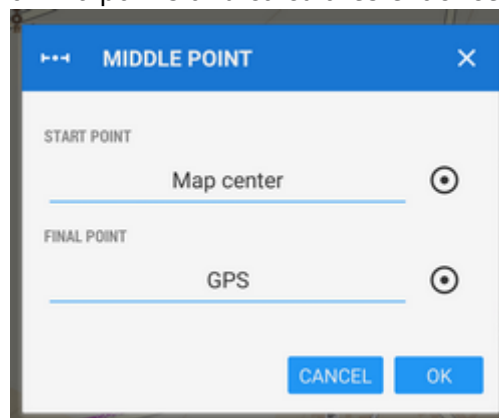 MIDDLE POINT
START POINT
Map center
FINAL POINT
GPS
CANCEL OK